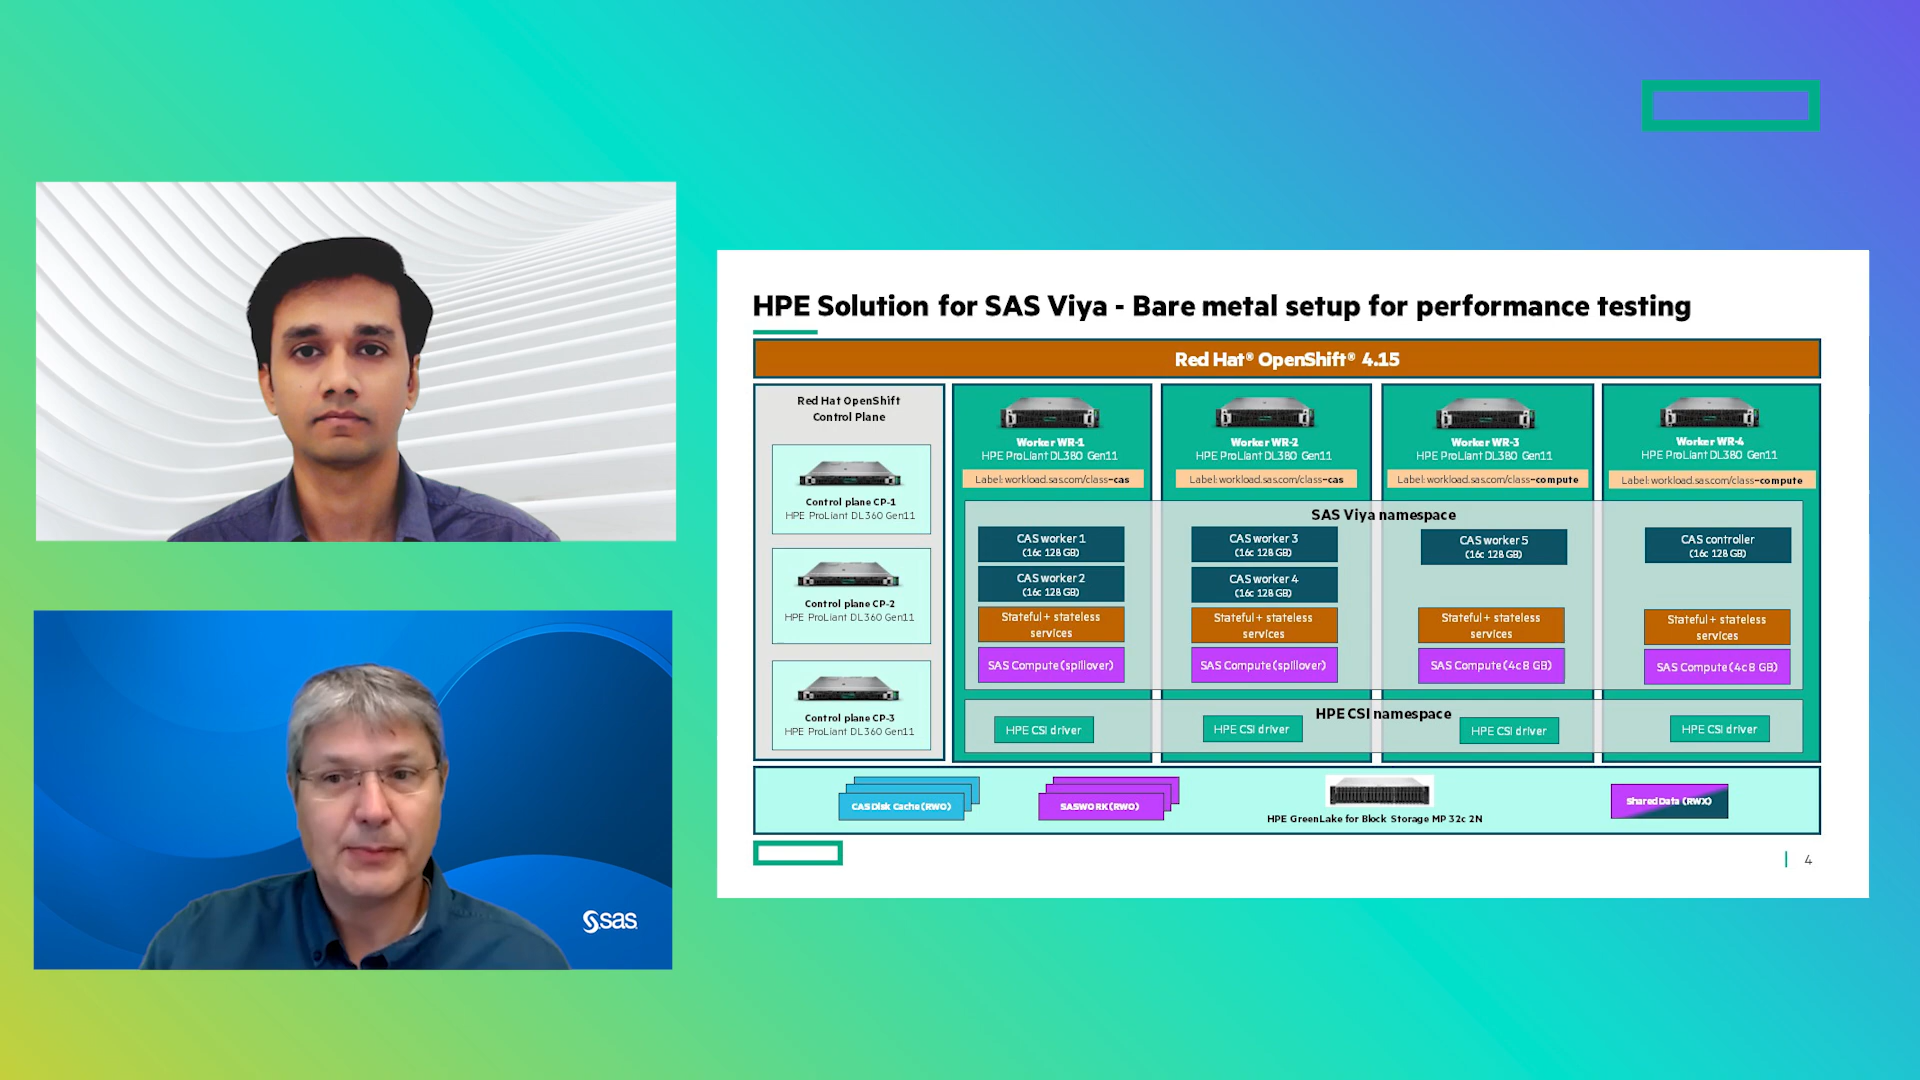 HPE Solution for SAS Viya - Bare metal setup for performance testing
Red Hat® OpenShift® 4.15
Red Hat OpenShift
Control Plane
Control plane CP-1
HPE ProLiant DL360 Gen11
Control plane CP-2
HPE ProLiant DL360 Gen11
Control plane CP-3
HPE ProLiant DL360 Gen11
Worker WR-1
HPE ProLiant DL380 Gen11
Label: workload.sas.com/class=cas
Worker WR-2
HPE ProLiant DL380 Gen11
Label: workload.sas.com/class=cas
Worker WR-3
HPE ProLiant DL380 Gen11
Label: workload.sas.com/class=compute
Worker WR-4
HPE ProLiant DL380 Gen11
Label: workload.sas.com/class=compute
SAS Viya namespace
CAS worker 1
(16c 128 GB)
CAS worker 2
(16c 128 GB)
Stateful + stateless
services
SAS Compute (spillover)
CAS worker 3
(16c 128 GB)
CAS worker 4
(16c 128 GB)
Stateful + stateless
services
SAS Compute (spillover)
CAS worker 5
(16c 128 GB)
Stateful + stateless
services
SAS Compute (4c 8 GB)
CAS controller
(16c 128 GB)
Stateful + stateless
services
SAS Compute (4c 8 GB)
HPE CSI namespace
HPE CSI driver
HPE CSI driver
HPE CSI driver
HPE CSI driver
CAS Disk Cache (RWO)
SASWORK (RWO)
HPE GreenLake for Block Storage MP 32c 2N
Shared Data (RWX)
4
sas